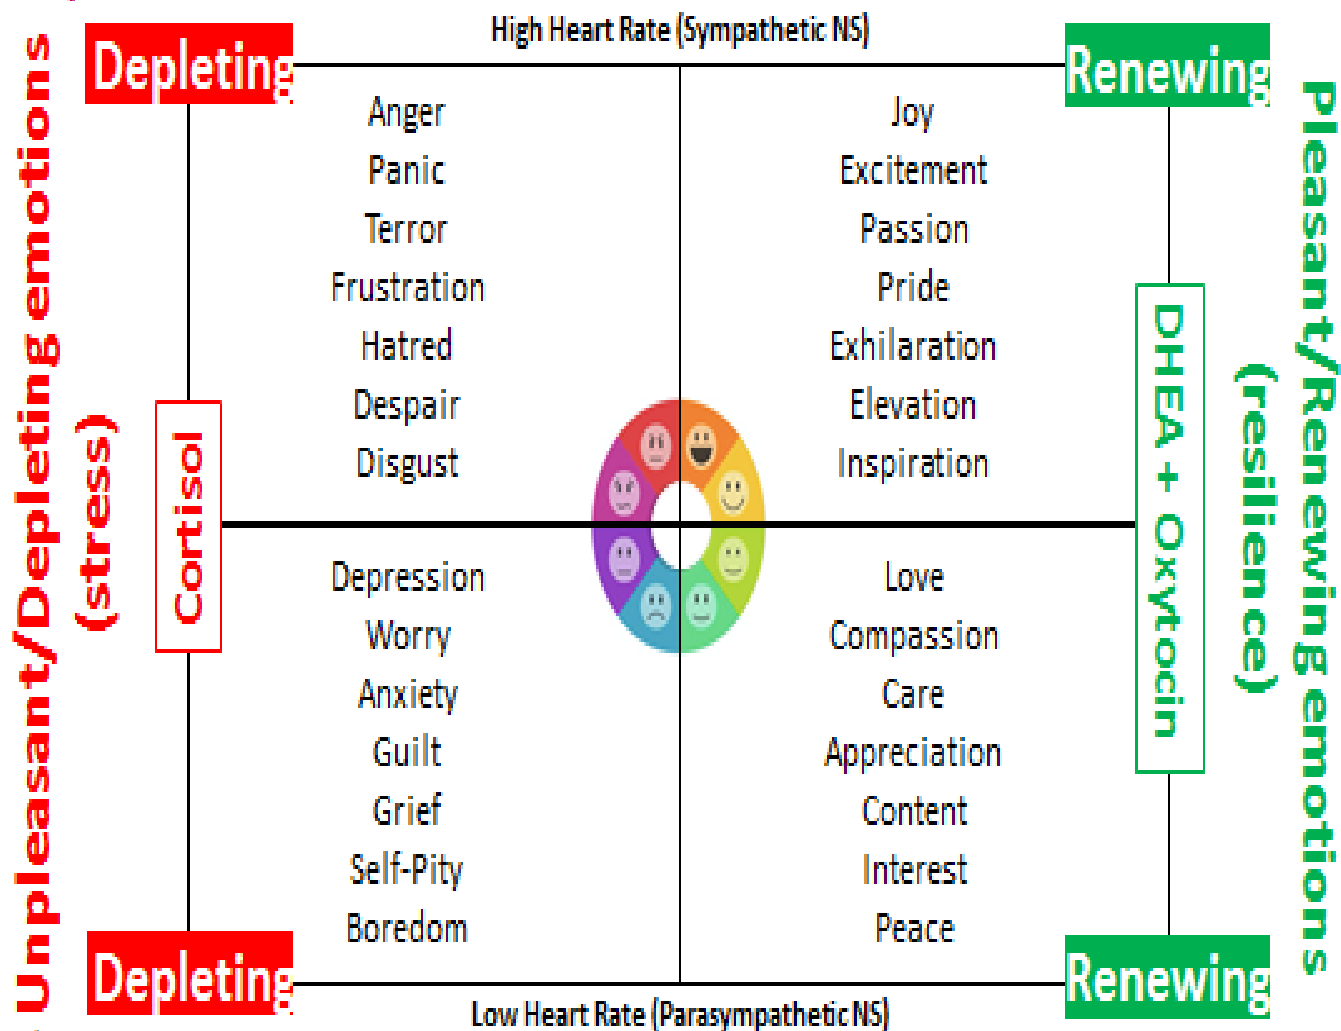 High Heart Rate (Sympathetic NS)
Depleting
Renewing
Unpleasant/Depleting emotions
(stress)
Cortisol
Anger
Panic
Terror
Frustration
Hatred
Despair
Disgust
Joy
Excitement
Passion
Pride
Exhilaration
Elevation
Inspiration
Depression
Worry
Anxiety
Guilt
Grief
Self-Pity
Boredom
Love
Compassion
Care
Appreciation
Content
Interest
Peace
DHEA + Oxytocin
Pleasant/Renewing emotions
(resilience)
Depleting
Renewing
Low Heart Rate (Parasympathetic NS)